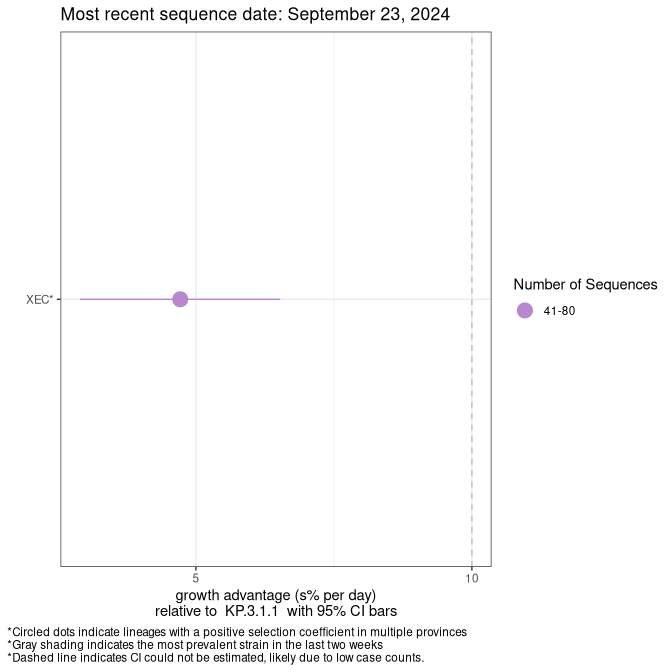 Most recent sequence date: September 23, 2024
XEC*
Number of Sequences
41-80
5
10
growth advantage (s% per day)
relative to  KP.3.1.1  with 95% CI bars
*Circled dots indicate lineages with a positive selection coefficient in multiple provinces
*Gray shading indicates the most prevalent strain in the last two weeks
*Dashed line indicates CI could not be estimated, likely due to low case counts.